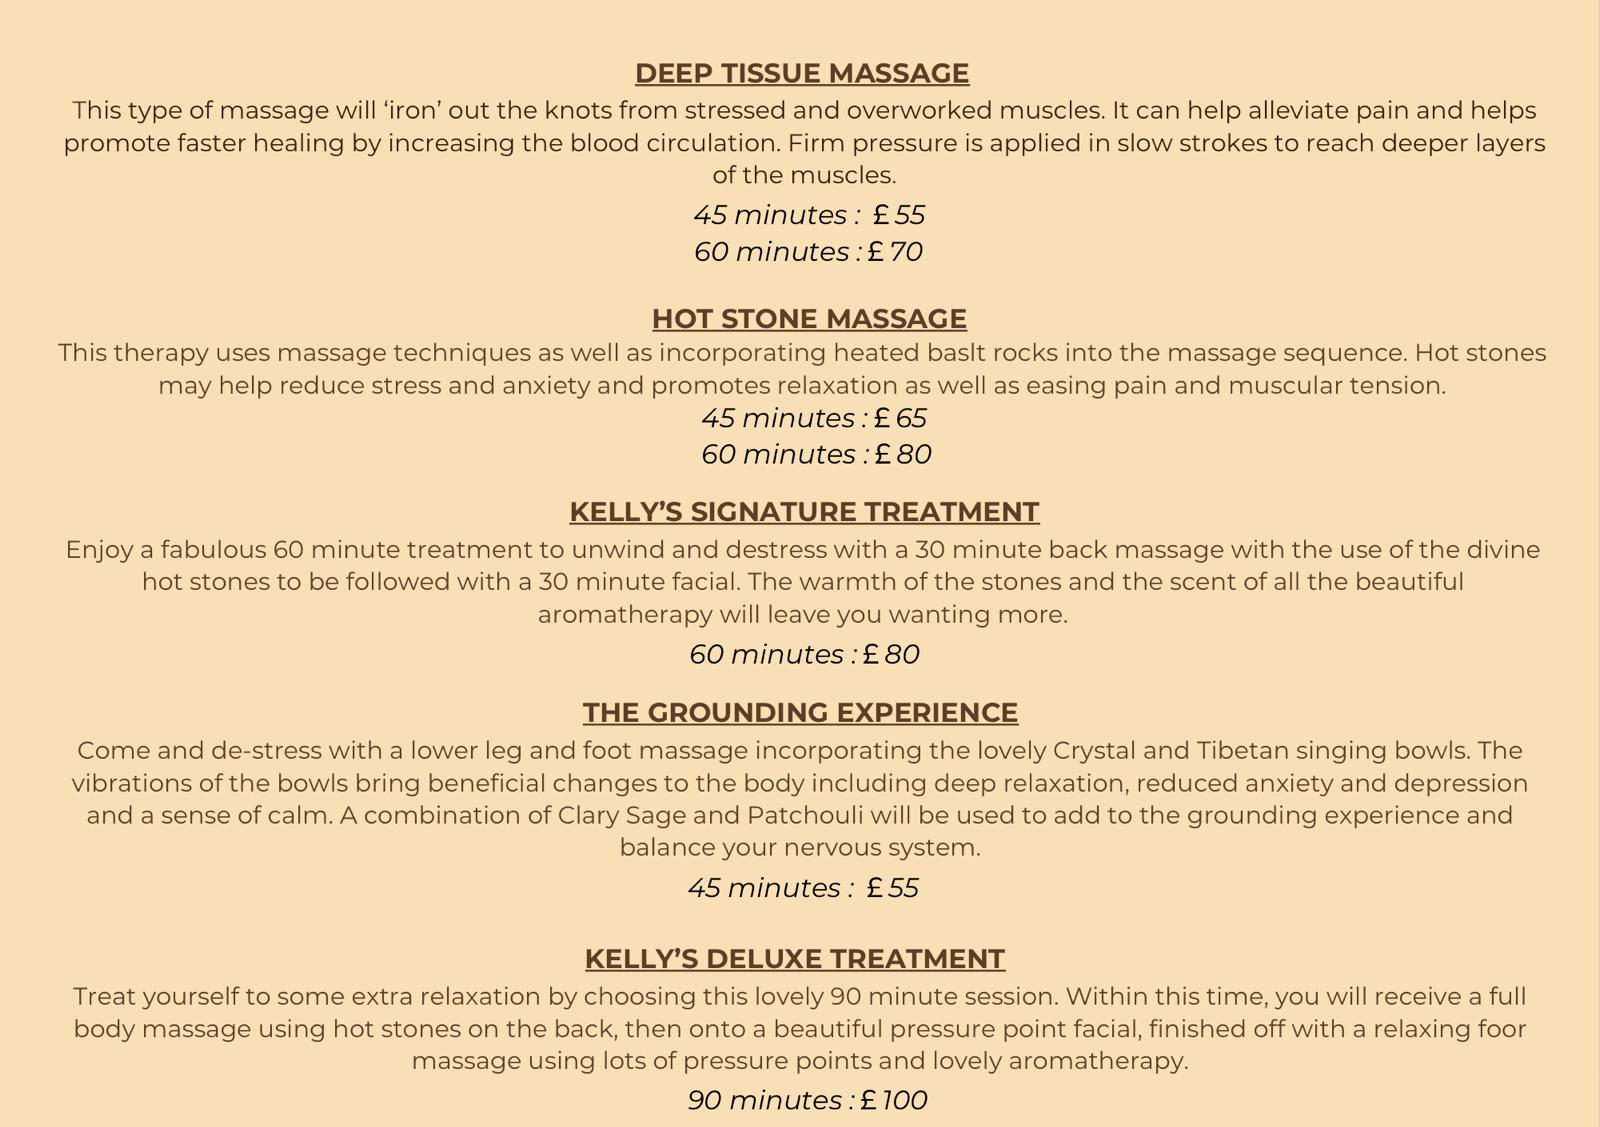 DEEP TISSUE MASSAGE
This type of massage will ‘iron’ out the knots from stressed and overworked muscles. It can help alleviate pain and helps
promote faster healing by increasing the blood circulation. Firm pressure is applied in slow strokes to reach deeper layers
of the muscles.
45 minutes : £55
60 minutes : £70
HOT STONE MASSAGE
This therapy uses massage techniques as well as incorporating heated baslt rocks into the massage sequence. Hot stones
may help reduce stress and anxiety and promotes relaxation as well as easing pain and muscular tension.
45 minutes : £65
60 minutes : £80
KELLY’S SIGNATURE TREATMENT
Enjoy a fabulous 60 minute treatment to unwind and destress with a 30 minute back massage with the use of the divine
hot stones to be followed with a 30 minute facial. The warmth of the stones and the scent of all the beautiful
aromatherapy will leave you wanting more.
60 minutes : £80
THE GROUNDING EXPERIENCE
Come and de-stress with a lower leg and foot massage incorporating the lovely Crystal and Tibetan singing bowls. The
vibrations of the bowls bring beneficial changes to the body including deep relaxation, reduced anxiety and depression
and a sense of calm. A combination of Clary Sage and Patchouli will be used to add to the grounding experience and
balance your nervous system.
45 minutes : £55
KELLY’S DELUXE TREATMENT
Treat yourself to some extra relaxation by choosing this lovely 90 minute session. Within this time, you will receive a full
body massage using hot stones on the back, then onto a beautiful pressure point facial, finished off with a relaxing foor
massage using lots of pressure points and lovely aromatherapy.
90 minutes : £100